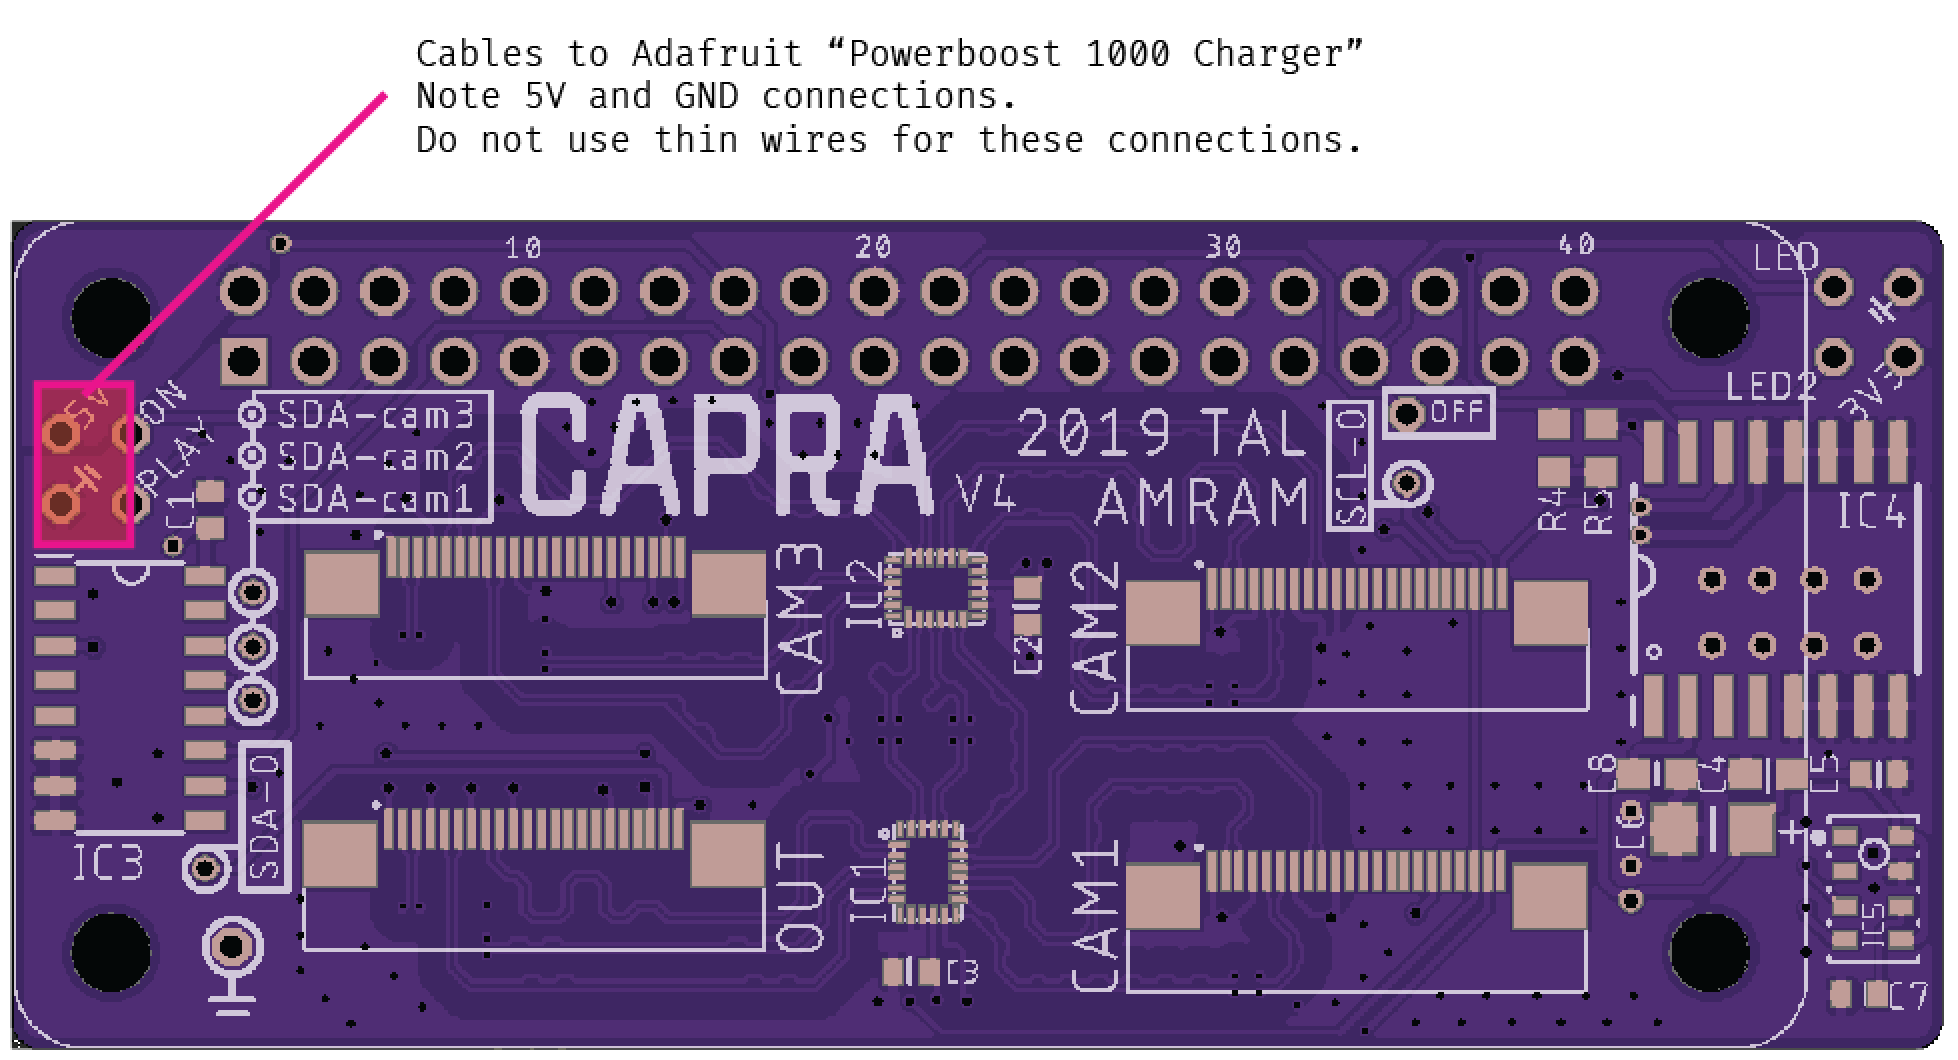 Cables to Adafruit “Powerboost 1000 Charger”
Note 5V and GND connections.
Do not use thin wires for these connections.
10 20 30 40
LED
LED2
3V3
5V
ON
PLAY
SDA-cam3
SDA-cam2
SDA-cam1
CAPRA
V4
2019 TAL
AMRAM
SCL-0
OFF
R4
R5
IC4
C1
CAM3
IC2
C2
CAM2
C8
C4
C5
C6
IC3
SDA-0
OUT
IC1
C3
CAM1
IC5
C7